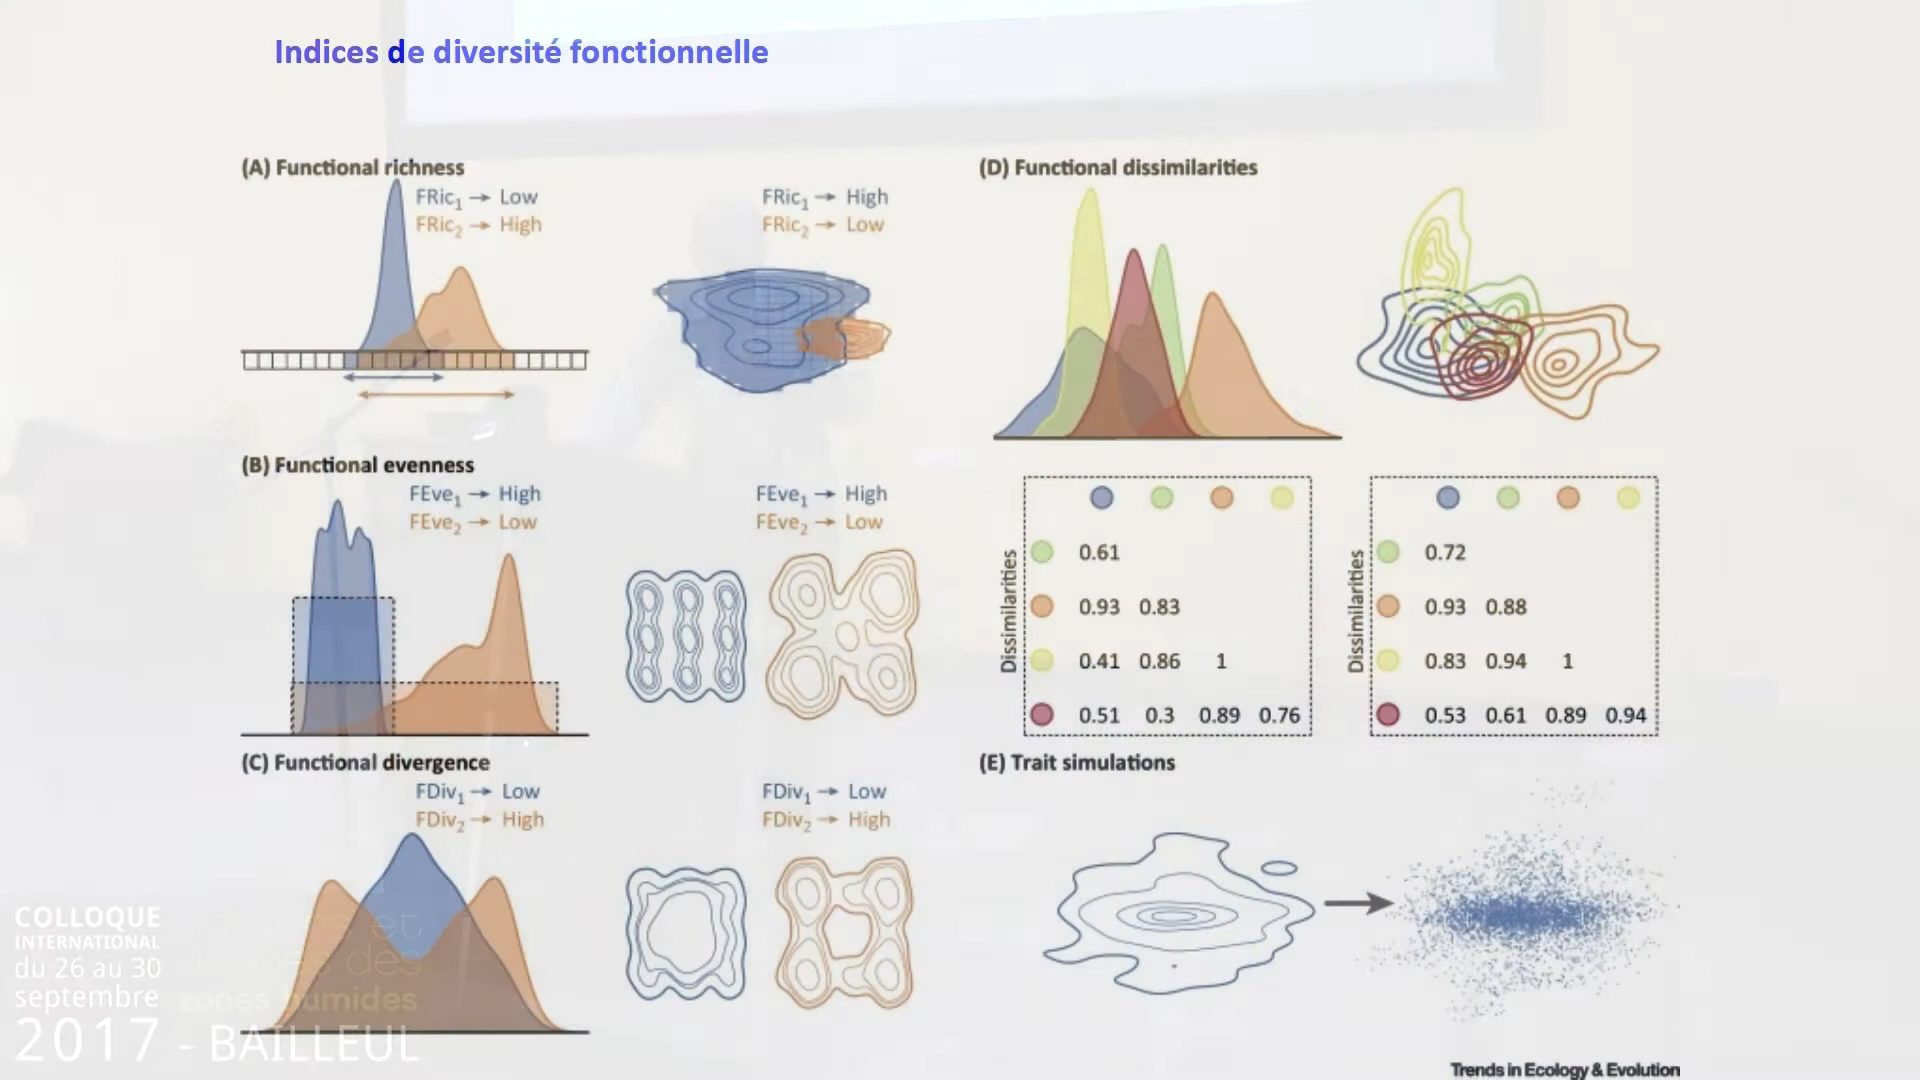 Indices de diversité fonctionnelle
(A) Functional richness
FRic1 → Low
FRic2 → High
FRic1 → High
FRic2 → Low
(B) Functional evenness
FEve1 → High
FEve2 → Low
FEve1 → High
FEve2 → Low
(C) Functional divergence
FDiv1 → Low
FDiv2 → High
FDiv1 → Low
FDiv2 → High
(D) Functional dissimilarities
Dissimilarities
0.61
0.93 0.83
0.41 0.86 1
0.51 0.3 0.89 0.76
Dissimilarities
0.72
0.93 0.88
0.83 0.94 1
0.53 0.61 0.89 0.94
(E) Trait simulations
COLLOQUE
INTERNATIONAL
du 26 au 30
septembre
2017 - BAILLEUL
et
des
zones humides
Trends in Ecology & Evolution